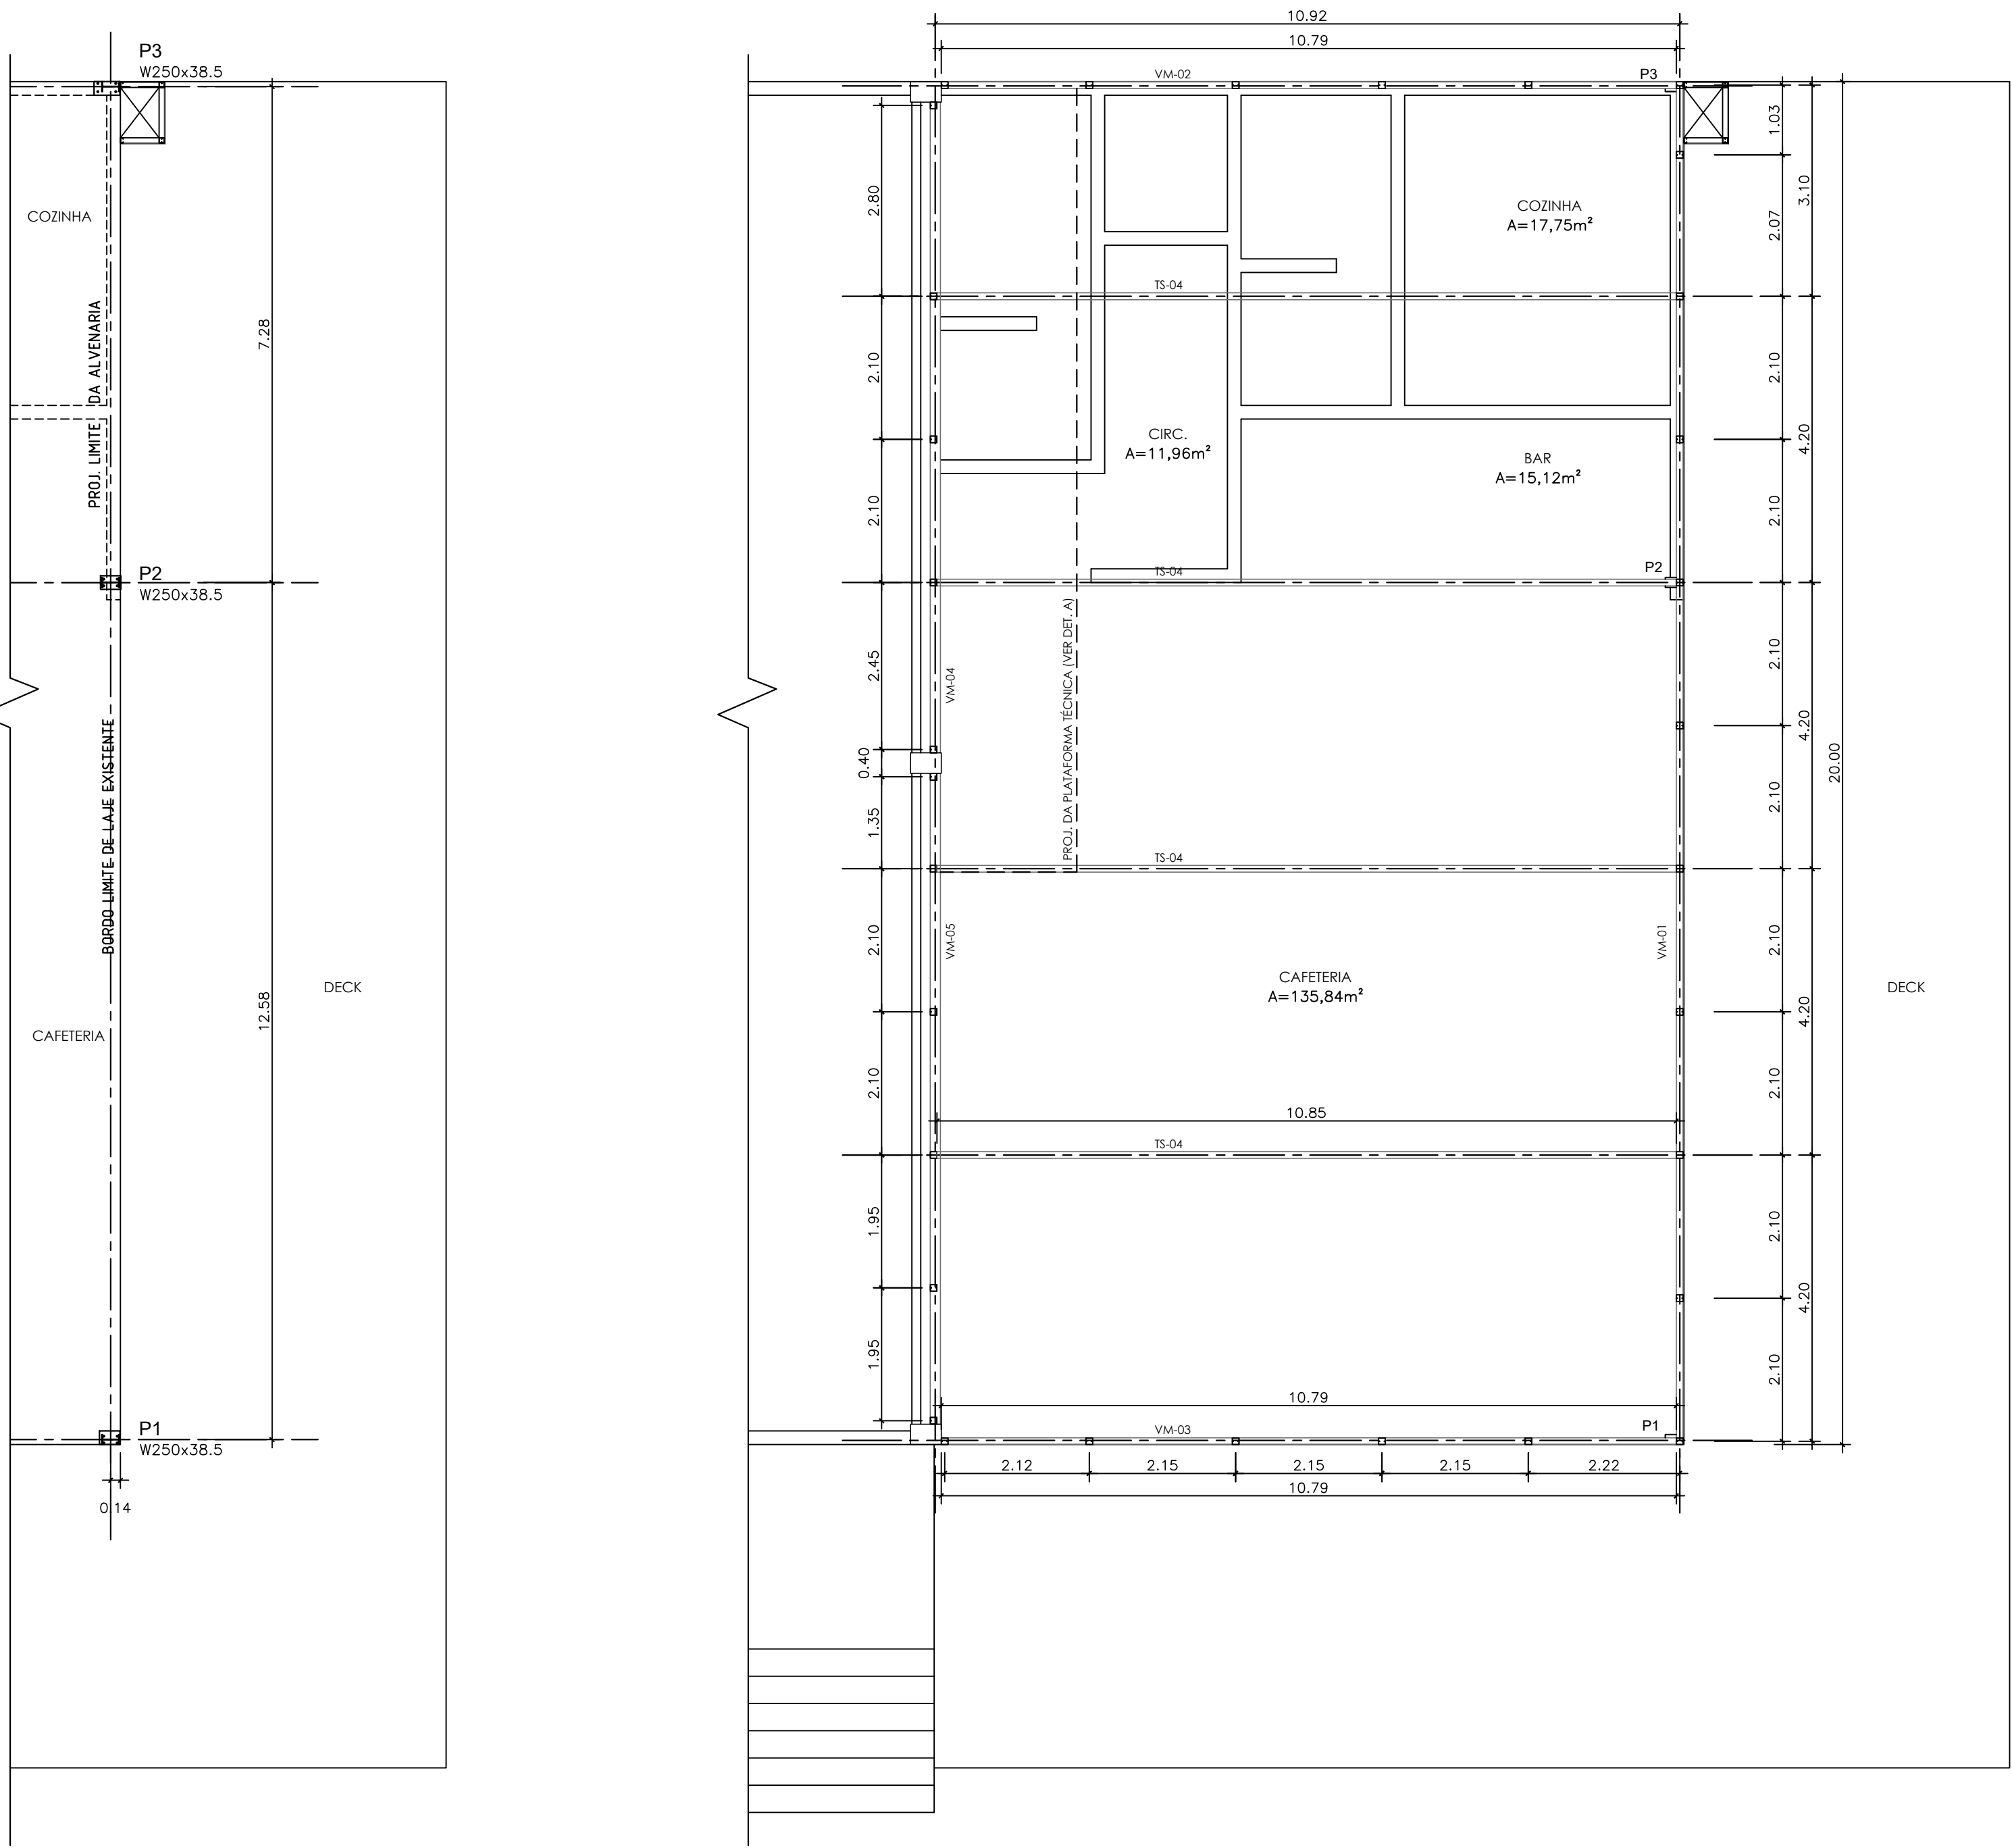 P3
W250x38.5
COZINHA
PROJ. LIMITE DA ALVENARIA
7.28
P2
W250x38.5
BORDO LIMITE DE LAJE EXISTENTE
DECK
12.58
CAFETERIA
P1
W250x38.5
0.14
10.92
10.79
VM-02
P3
1.03
3.10
2.80
COZINHA
A=17,75m²
2.07
TS-04
2.10
2.10
4.20
CIRC.
A=11,96m²
BAR
A=15,12m²
2.10
2.10
TS-04
P2
PROJ. DA PLATAFORMA TÉCNICA (VER DET. A)
2.45
VM-04
2.10
4.20
20.00
0.40
1.35
2.10
TS-04
2.10
VM-05
VM-01
2.10
CAFETERIA
A=135,84m²
DECK
4.20
2.10
2.10
10.85
TS-04
1.95
2.10
4.20
1.95
2.10
10.79
VM-03
P1
2.12
2.15
2.15
2.15
2.22
10.79